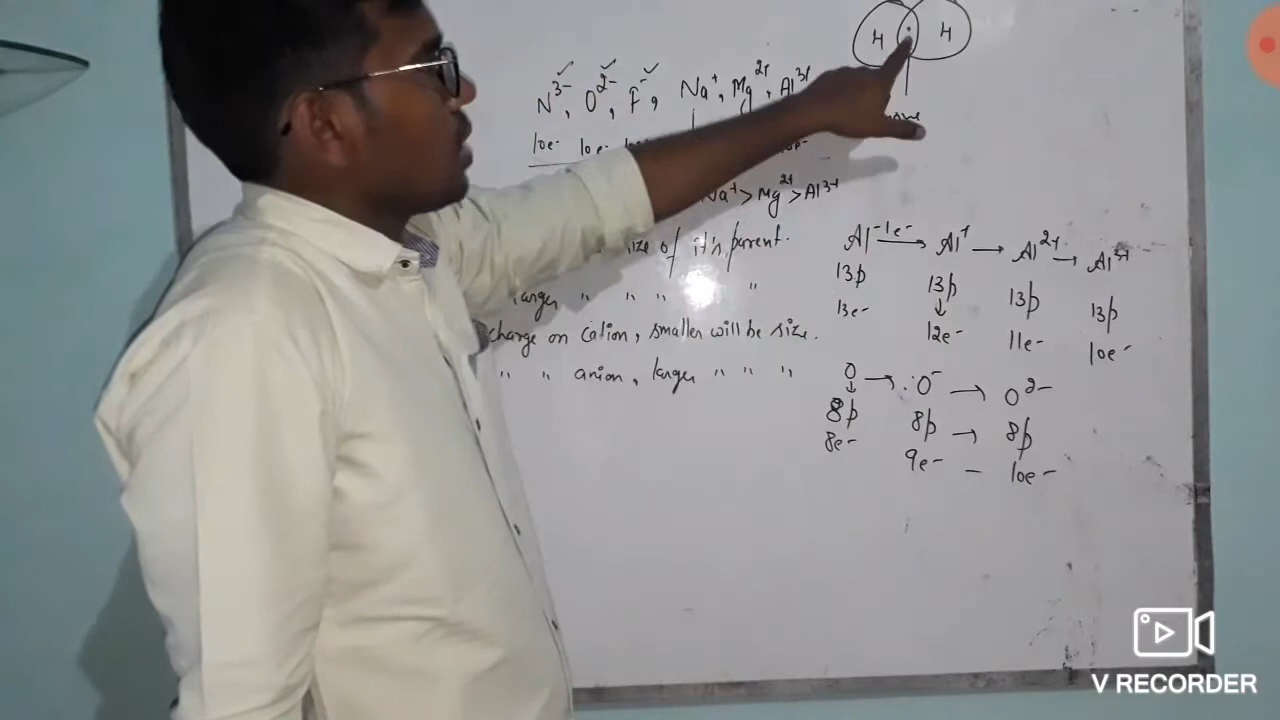 H H
N3-, O2-, F-, Na+, Mg2+, Al3+
10e- 10e-
Na+ > Mg2+ > Al3+
size of it's parent.
larger " " " "
charge on cation, smaller will be size.
" " anion, larger " " "
Al -1e- → Al+ → Al2+ → Al3+
13p 13p 13p 13p
13e- ↓ 12e- 11e- 10e-
O → O- → O2-
↓
8p 8p → 8p
8e- 9e- - 10e-
V RECORDER